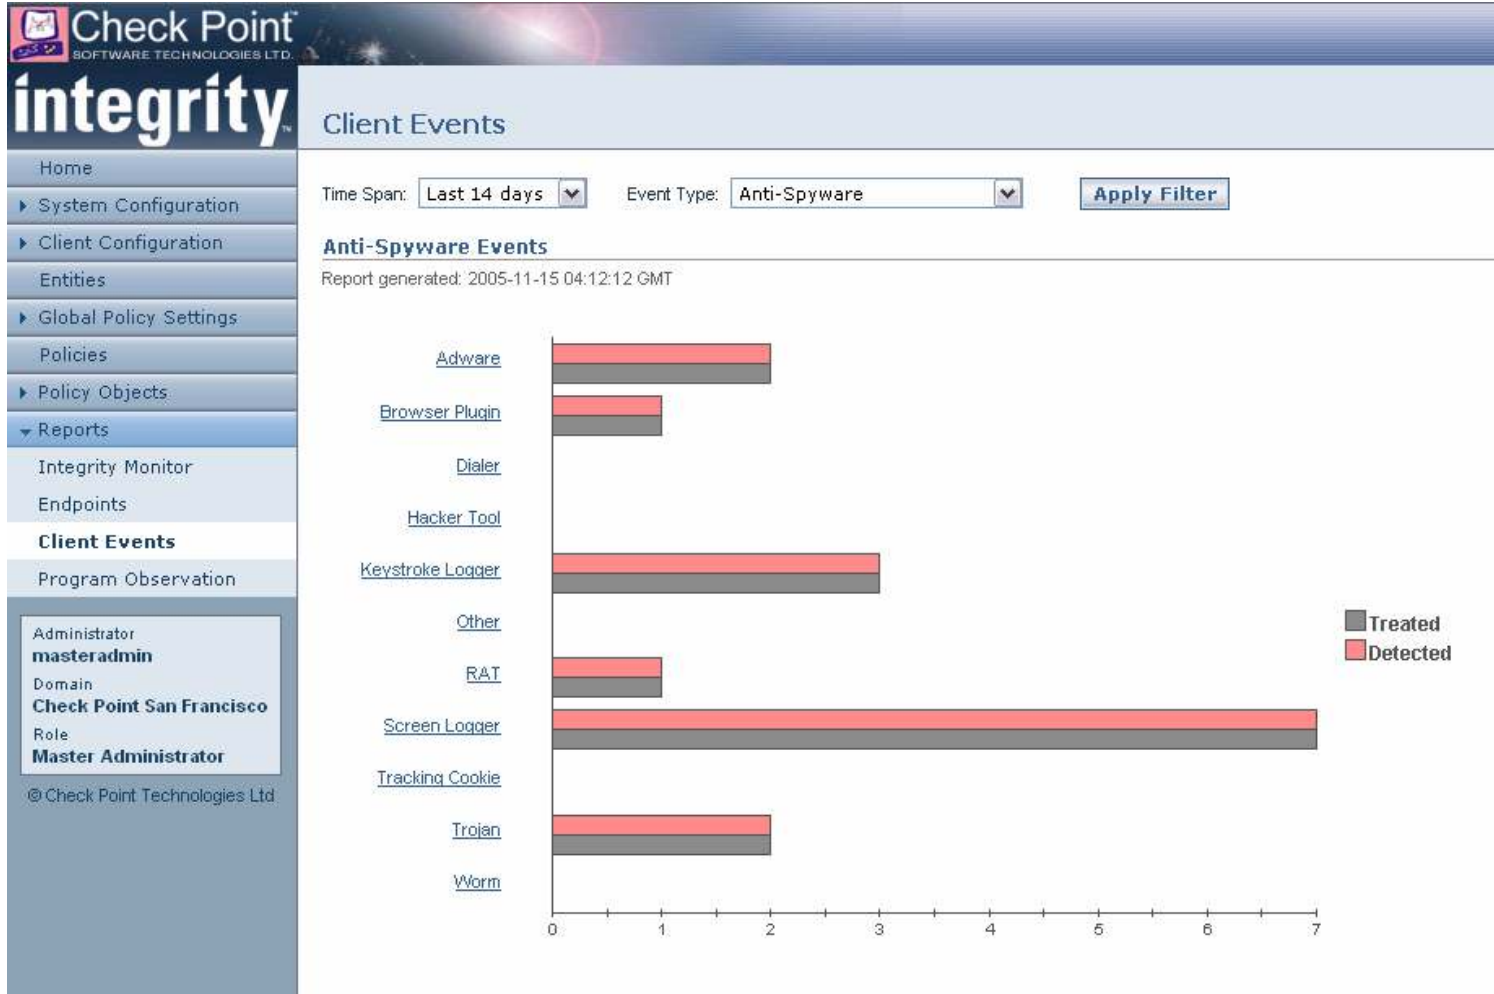 Check Point™
SOFTWARE TECHNOLOGIES LTD.
integrity™
Client Events
Home
System Configuration
Client Configuration
Entities
Global Policy Settings
Policies
Policy Objects
Reports
Integrity Monitor
Endpoints
Client Events
Program Observation
Administrator
masteradmin
Domain
Check Point San Francisco
Role
Master Administrator
© Check Point Technologies Ltd
Time Span: Last 14 days Event Type: Anti-Spyware Apply Filter
Anti-Spyware Events
Report generated: 2005-11-15 04:12:12 GMT
Adware
Browser Plugin
Dialer
Hacker Tool
Keystroke Logger
Other
RAT
Screen Logger
Tracking Cookie
Trojan
Worm
0 1 2 3 4 5 6 7
Treated
Detected